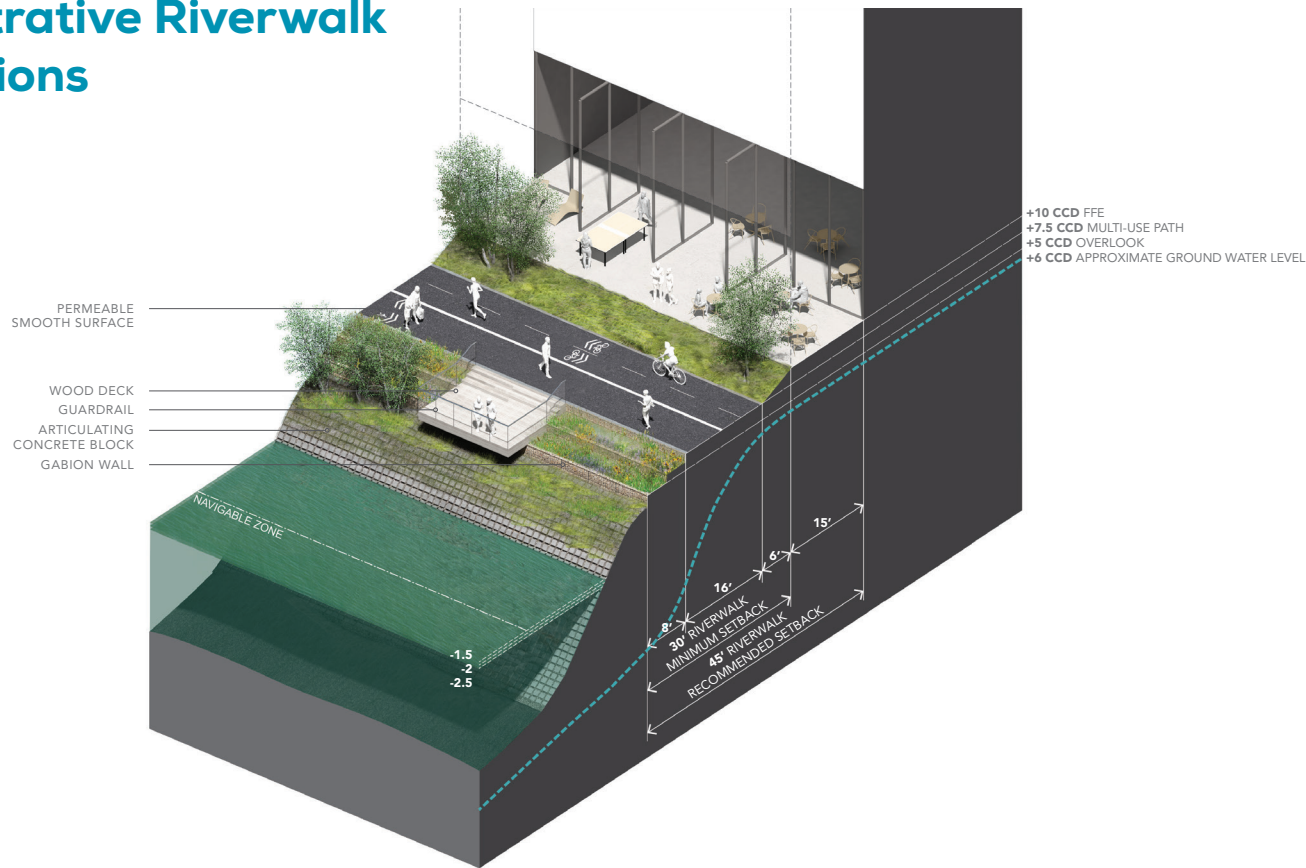 trative Riverwalk
ions
+10 CCD FFE
+7.5 CCD MULTI-USE PATH
+5 CCD OVERLOOK
+6 CCD APPROXIMATE GROUND WATER LEVEL
PERMEABLE
SMOOTH SURFACE
WOOD DECK
GUARDRAIL
ARTICULATING
CONCRETE BLOCK
GABION WALL
NAVIGABLE ZONE
-1.5
-2
-2.5
8'
16'
6'
15'
30' RIVERWALK
MINIMUM SETBACK
45' RIVERWALK
RECOMMENDED SETBACK